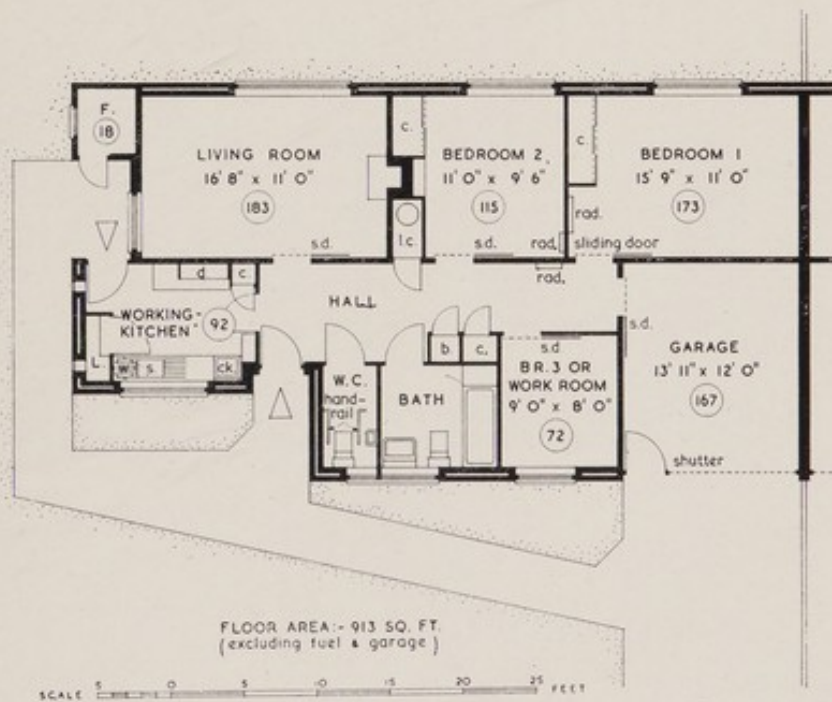 F.
18
LIVING ROOM
16' 8" x 11' 0"
183
c.
BEDROOM 2.
11' 0" x 9' 6"
115
c.
BEDROOM 1
15' 9" x 11' 0"
173
rad.
l.c.
s.d.
s.d.
rad.
sliding door
d
c
rad.
HALL
WORKING-
KITCHEN
92
s.d.
L.
w
s.
ck.
W.C.
hand-
rail
BATH
b.
c.
s.d
BR. 3 OR
WORK ROOM
9' 0" x 8' 0"
72
GARAGE
13' 11" x 12' 0"
167
shutter
FLOOR AREA:- 913 SQ. FT.
(excluding fuel & garage)
SCALE 5 0 5 10 15 20 25 FEET